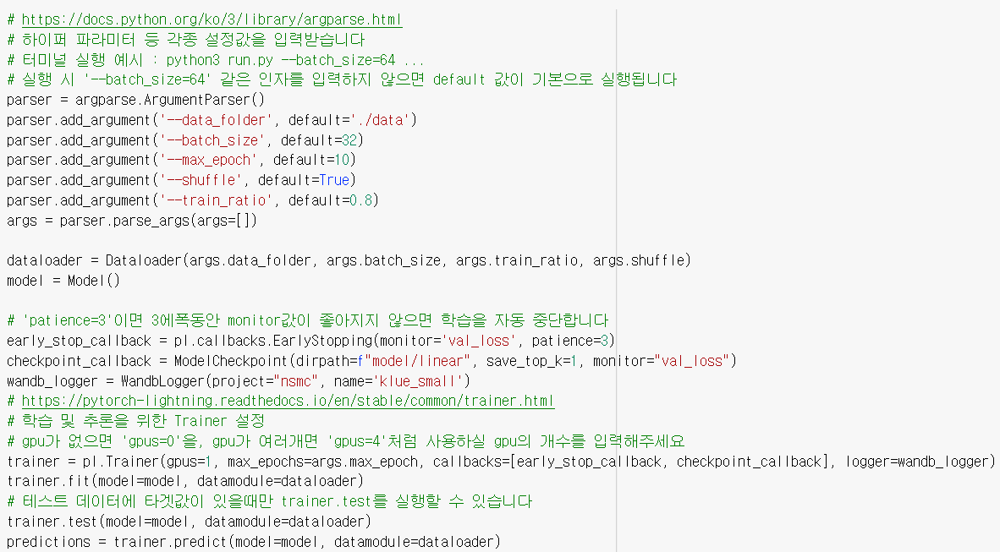 # https://docs.python.org/ko/3/library/argparse.html
# 하이퍼 파라미터 등 각종 설정값을 입력받습니다
# 터미널 실행 예시 : python3 run.py --batch_size=64 ...
# 실행 시 '--batch_size=64' 같은 인자를 입력하지 않으면 default 값이 기본으로 실행됩니다
parser = argparse.ArgumentParser()
parser.add_argument('--data_folder', default='./data')
parser.add_argument('--batch_size', default=32)
parser.add_argument('--max_epoch', default=10)
parser.add_argument('--shuffle', default=True)
parser.add_argument('--train_ratio', default=0.8)
args = parser.parse_args(args=[])
dataloader = Dataloader(args.data_folder, args.batch_size, args.train_ratio, args.shuffle)
model = Model()
# 'patience=3'이면 3에폭동안 monitor값이 좋아지지 않으면 학습을 자동 중단합니다
early_stop_callback = pl.callbacks.EarlyStopping(monitor='val_loss', patience=3)
checkpoint_callback = ModelCheckpoint(dirpath=f"model/linear", save_top_k=1, monitor="val_loss")
wandb_logger = WandbLogger(project="nsmc", name='klue_small')
# https://pytorch-lightning.readthedocs.io/en/stable/common/trainer.html
# 학습 및 추론을 위한 Trainer 설정
# gpu가 없으면 'gpus=0'을, gpu가 여러개면 'gpus=4'처럼 사용하실 gpu의 개수를 입력해주세요
trainer = pl.Trainer(gpus=1, max_epochs=args.max_epoch, callbacks=[early_stop_callback, checkpoint_callback], logger=wandb_logger)
trainer.fit(model=model, datamodule=dataloader)
# 테스트 데이터에 타겟값이 있을때만 trainer.test를 실행할 수 있습니다
trainer.test(model=model, datamodule=dataloader)
predictions = trainer.predict(model=model, datamodule=dataloader)